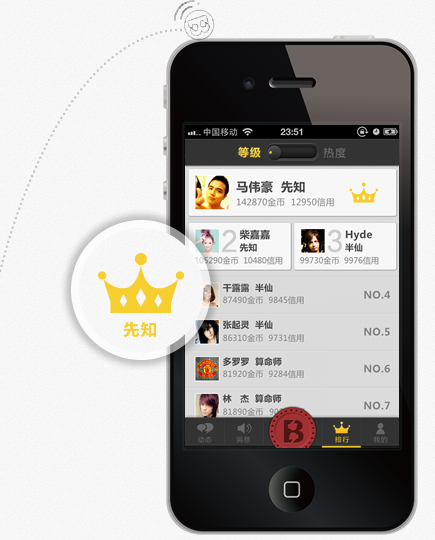 中国移动 23:51
等级 热度
马伟豪 先知
142870金币 12950信用
2 柴嘉嘉
先知
105290金币 10480信用
3 Hyde
半仙
99730金币 9976信用
干露露 半仙
87490金币 9845信用
NO.4
张起灵 半仙
86310金币 9731信用
NO.5
多罗罗 算命师
81920金币 9284信用
NO.6
林 杰 算命师
81890金币
NO.7
动态 消息 B 排行 我的
先知